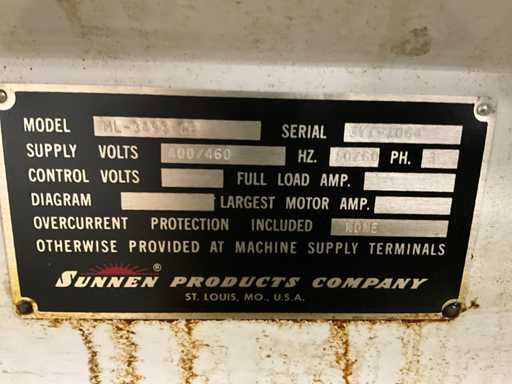 MODEL
SERIAL
SUPPLY VOLTS 400/460 HZ. 50/60 PH. 3
CONTROL VOLTS FULL LOAD AMP.
DIAGRAM LARGEST MOTOR AMP.
OVERCURRENT PROTECTION INCLUDED NONE
OTHERWISE PROVIDED AT MACHINE SUPPLY TERMINALS
SUNNEN® PRODUCTS COMPANY
ST. LOUIS, MO., U.S.A.